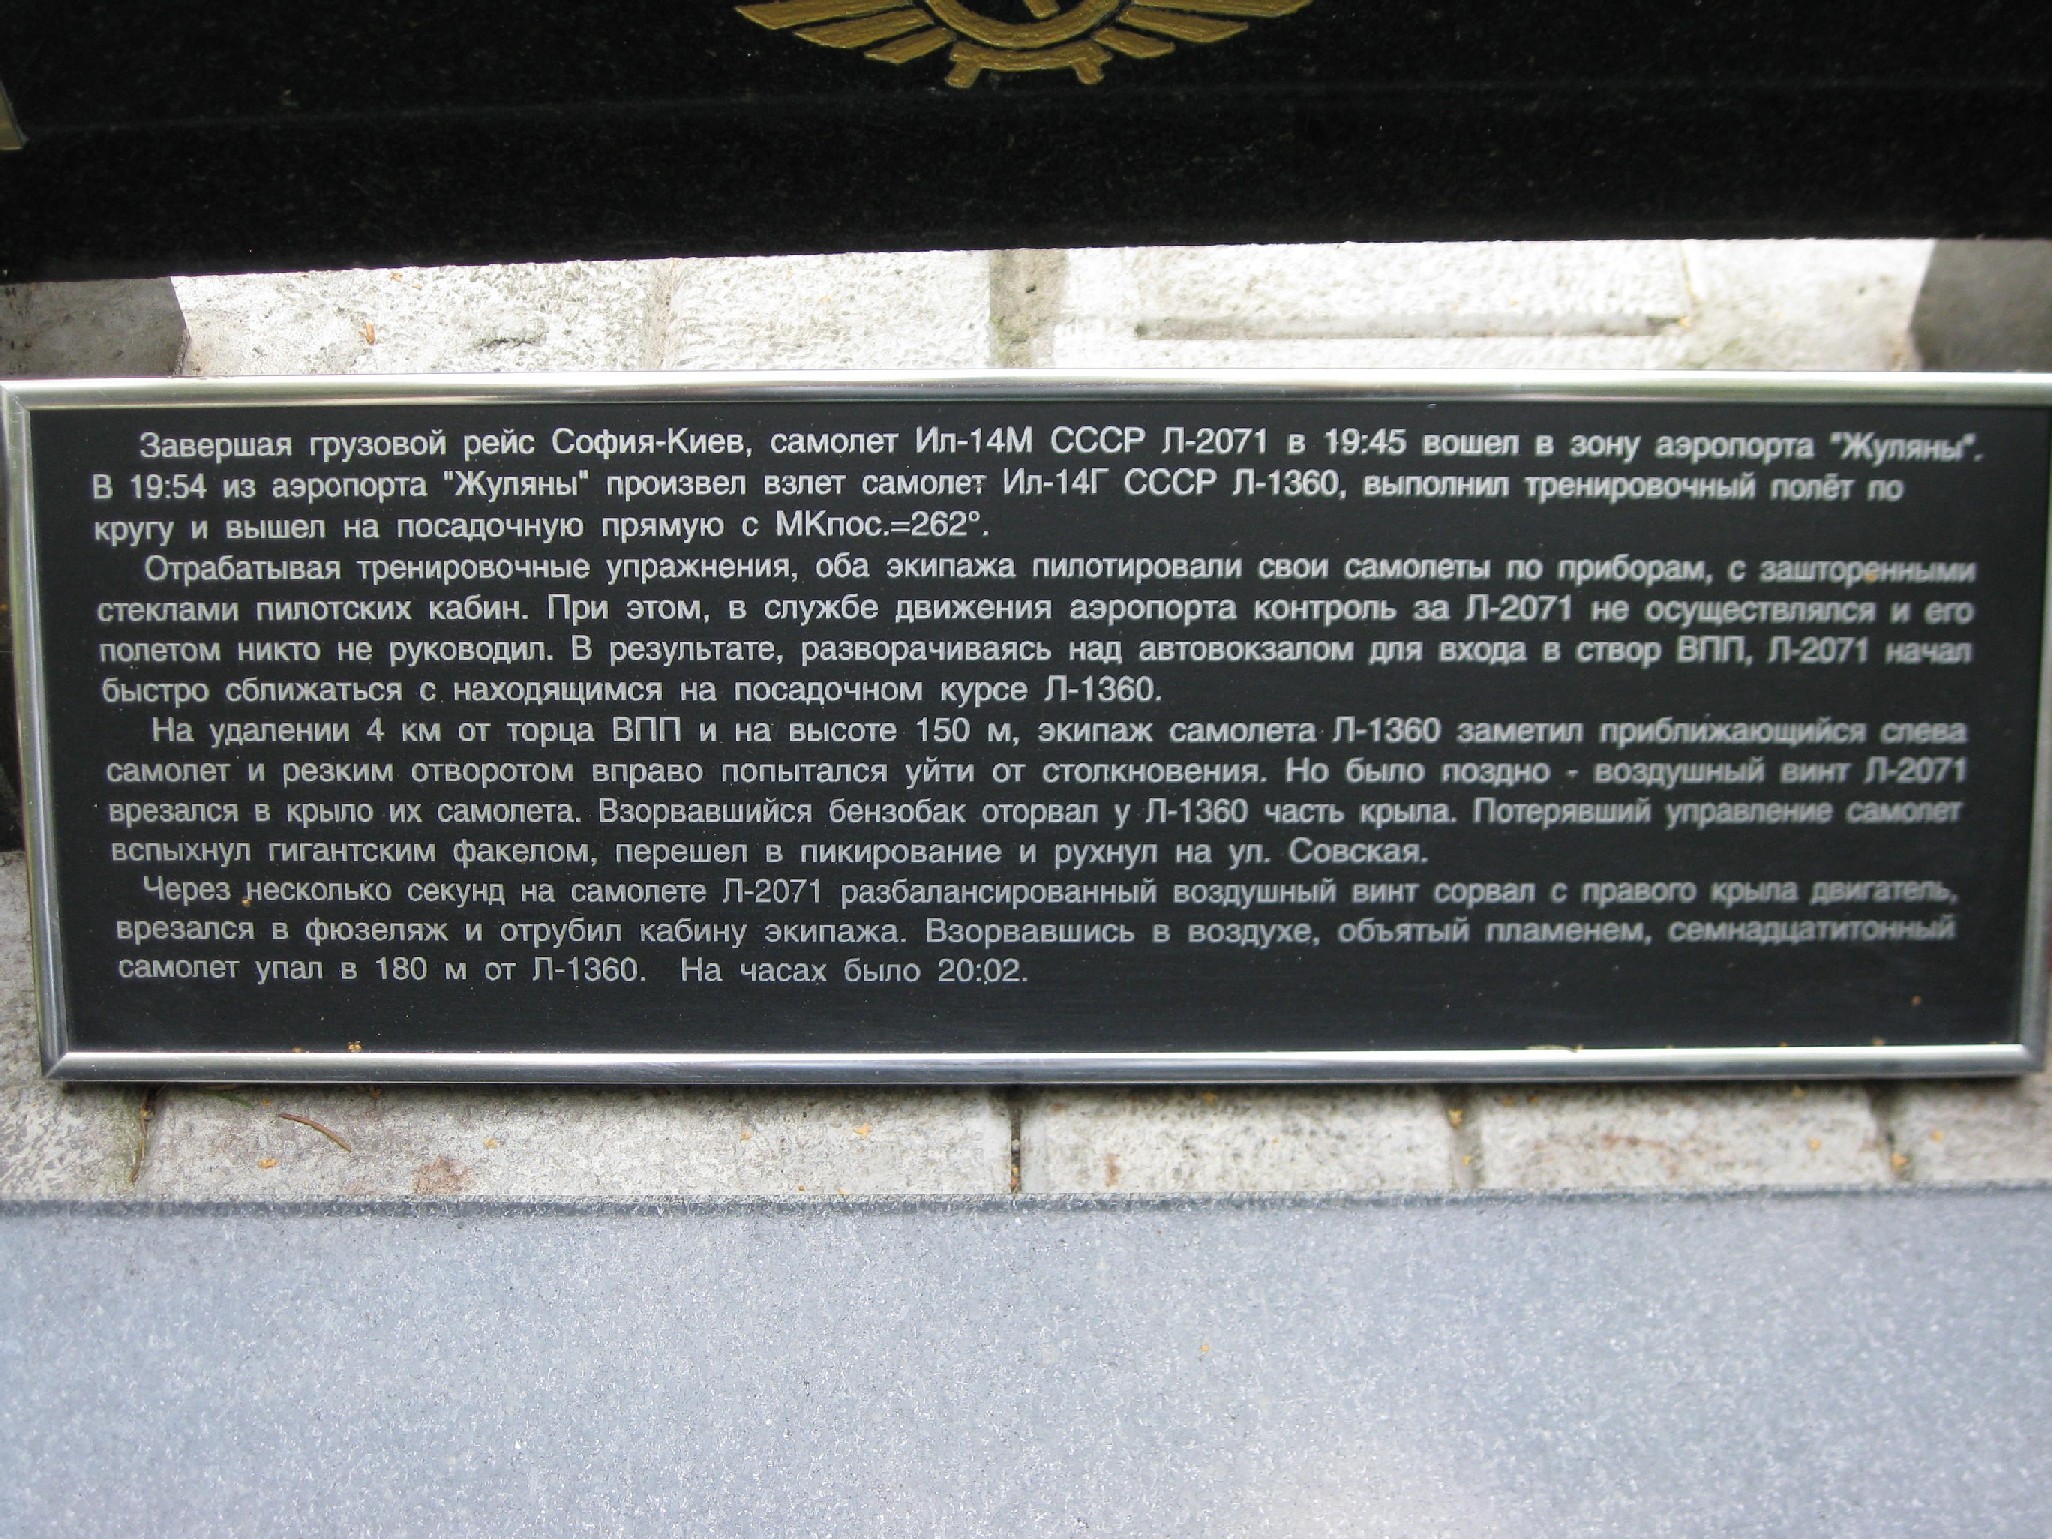 Завершая грузовой рейс София-Киев, самолет Ил-14М СССР Л-2071 в 19:45 вошел в зону аэропорта "Жуляны".
В 19:54 из аэропорта "Жуляны" произвел взлет самолет Ил-14Г СССР Л-1360, выполнил тренировочный полёт по
кругу и вышел на посадочную прямую с МКпос.=262°.
Отрабатывая тренировочные упражнения, оба экипажа пилотировали свои самолеты по приборам, с зашторенными
стеклами пилотских кабин. При этом, в службе движения аэропорта контроль за Л-2071 не осуществлялся и его
полетом никто не руководил. В результате, разворачиваясь над автовокзалом для входа в створ ВПП, Л-2071 начал
быстро сближаться с находящимся на посадочном курсе Л-1360.
На удалении 4 км от торца ВПП и на высоте 150 м, экипаж самолета Л-1360 заметил приближающийся слева
самолет и резким отворотом вправо попытался уйти от столкновения. Но было поздно - воздушный винт Л-2071
врезался в крыло их самолета. Взорвавшийся бензобак оторвал у Л-1360 часть крыла. Потерявший управление самолет
вспыхнул гигантским факелом, перешел в пикирование и рухнул на ул. Совская.
Через несколько секунд на самолете Л-2071 разбалансированный воздушный винт сорвал с правого крыла двигатель,
врезался в фюзеляж и отрубил кабину экипажа. Взорвавшись в воздухе, объятый пламенем, семнадцатитонный
самолет упал в 180 м от Л-1360. На часах было 20:02.